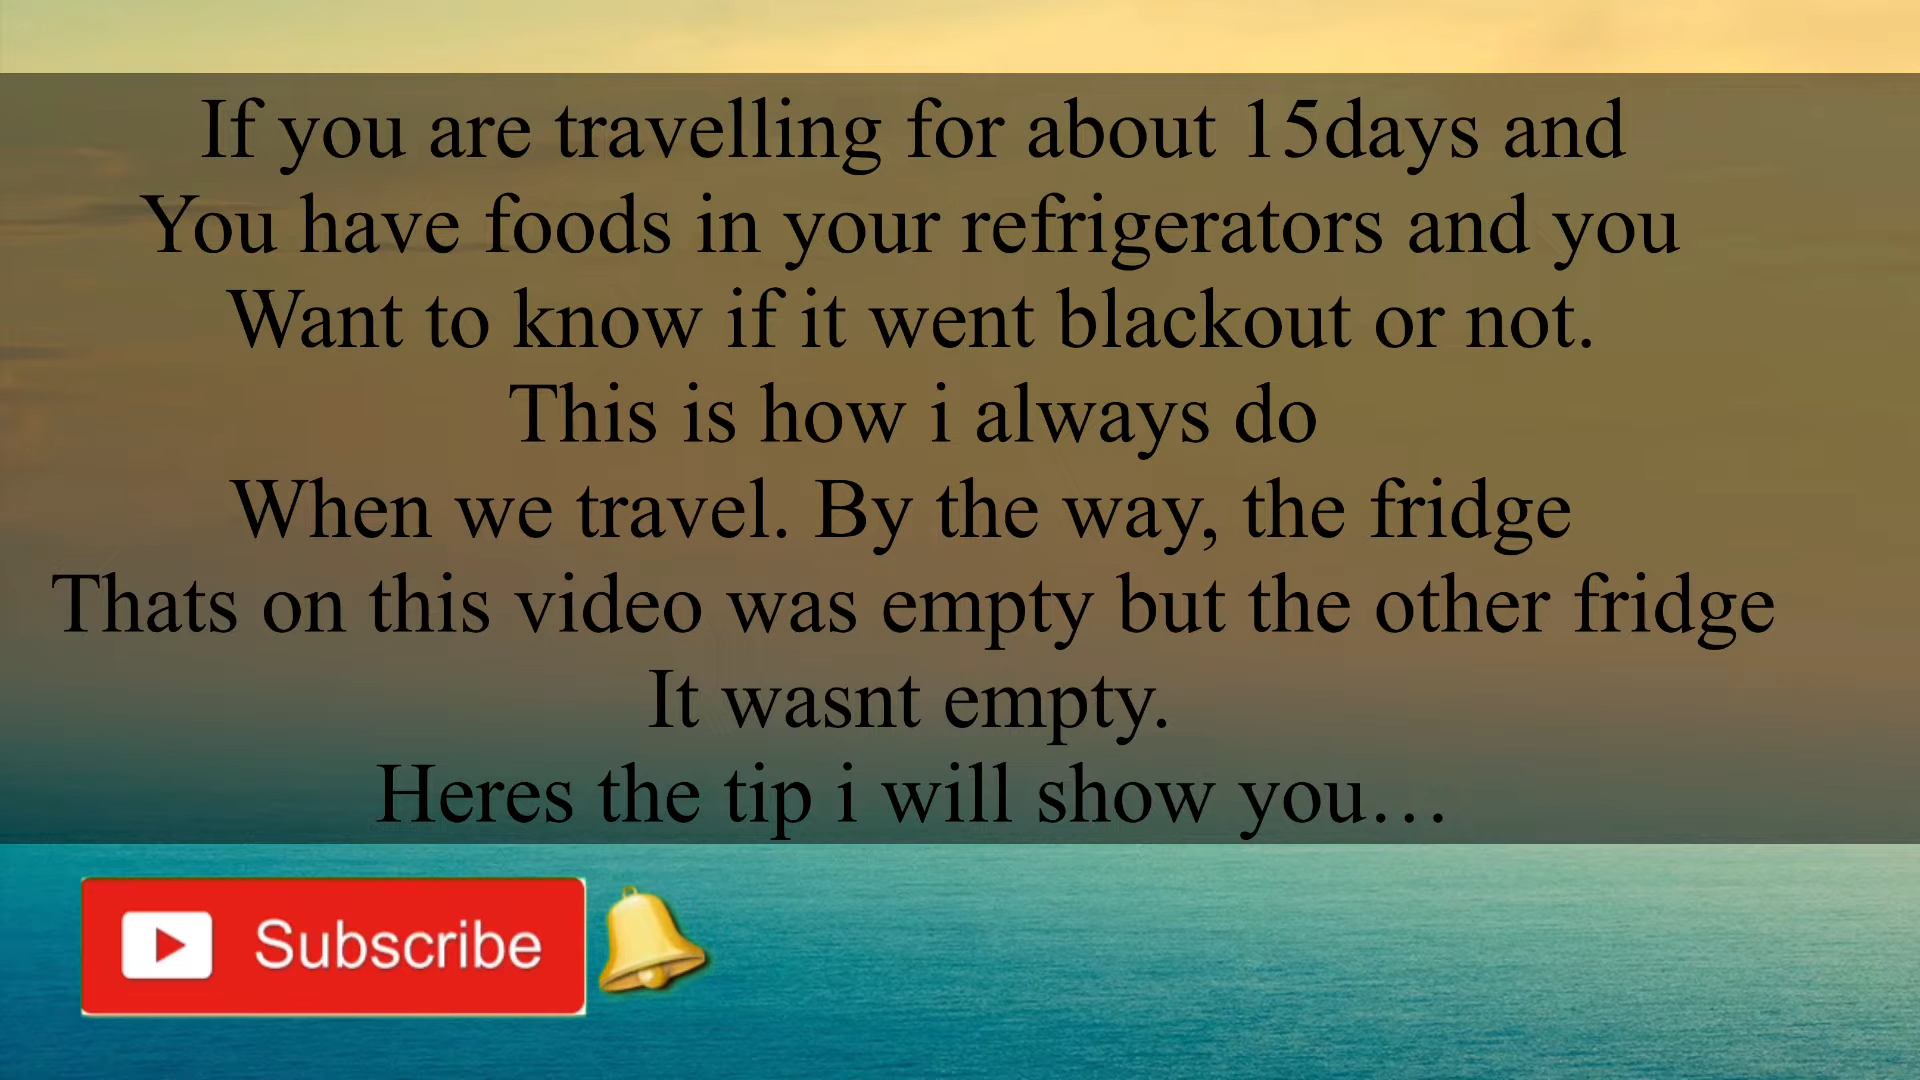 If you are travelling for about 15days and
You have foods in your refrigerators and you
Want to know if it went blackout or not.
This is how i always do
When we travel. By the way, the fridge
Thats on this video was empty but the other fridge
It wasnt empty.
Heres the tip i will show you…
Subscribe